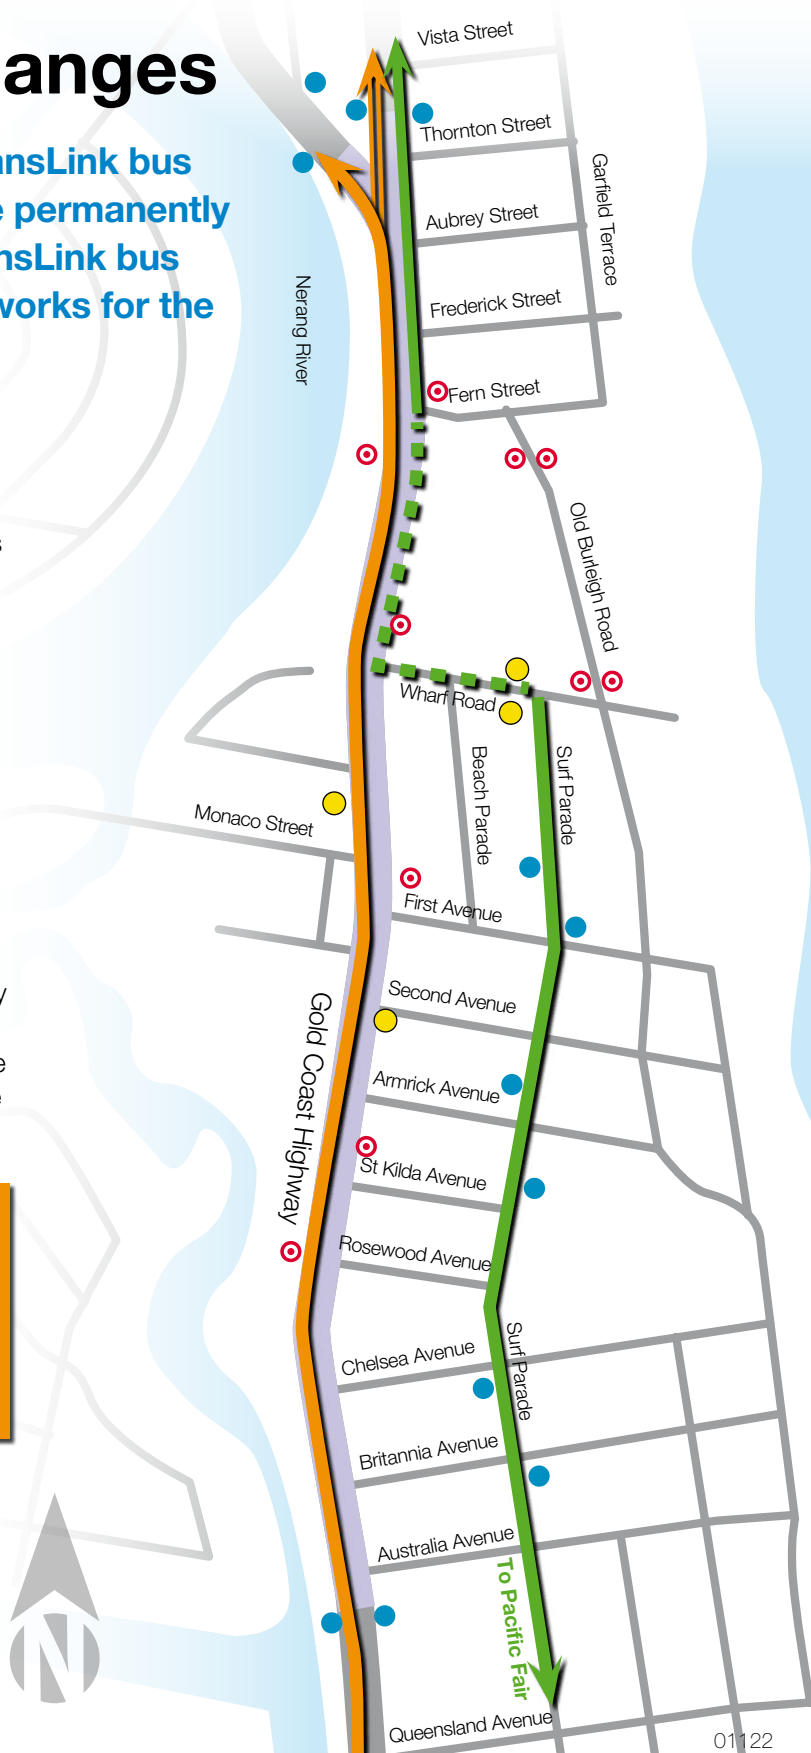 anges
ansLink bus
e permanently
nsLink bus
works for the
s
y
e
Vista Street
Thornton Street
Garfield Terrace
Aubrey Street
Nerang River
Frederick Street
Fern Street
Old Burleigh Road
Wharf Road
Beach Parade
Surf Parade
Monaco Street
First Avenue
Second Avenue
Gold Coast Highway
Armrick Avenue
St Kilda Avenue
Rosewood Avenue
Surf Parade
Chelsea Avenue
Britannia Avenue
Australia Avenue
To Pacific Fair
N
Queensland Avenue
01122